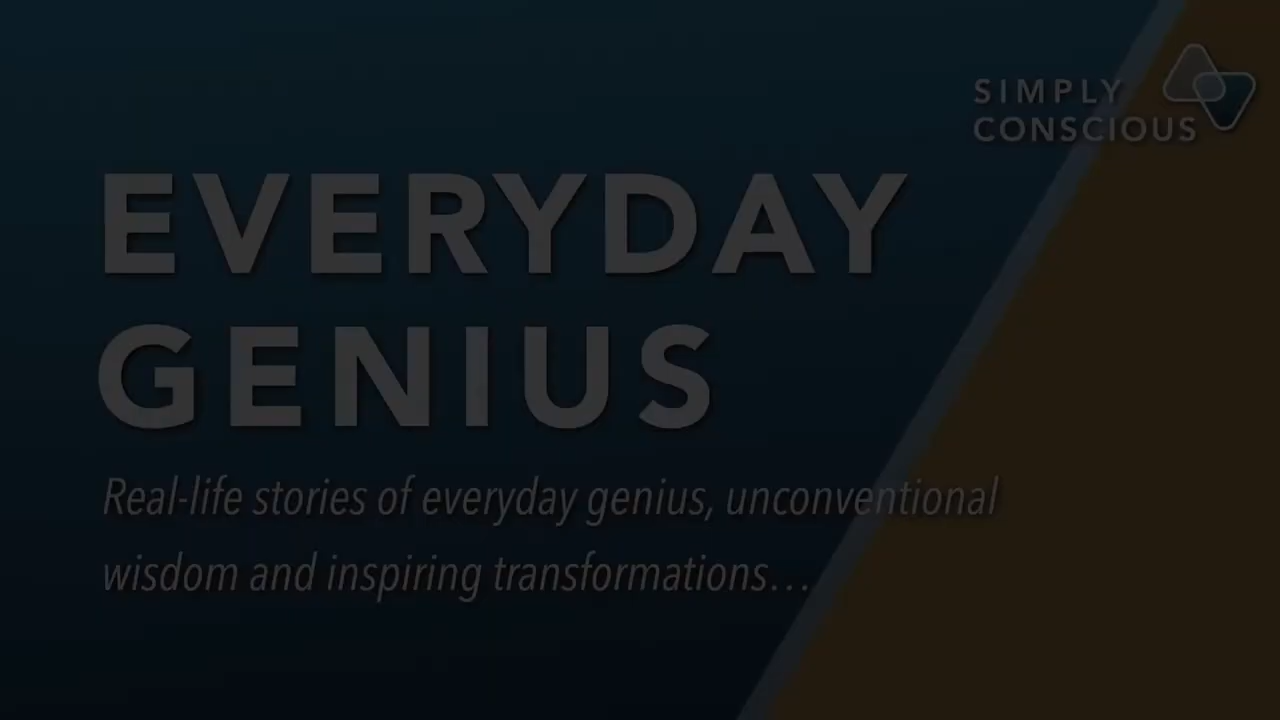 SIMPLY
CONSCIOUS
EVERYDAY
GENIUS
Real-life stories of everyday genius, unconventional
wisdom and inspiring transformations…